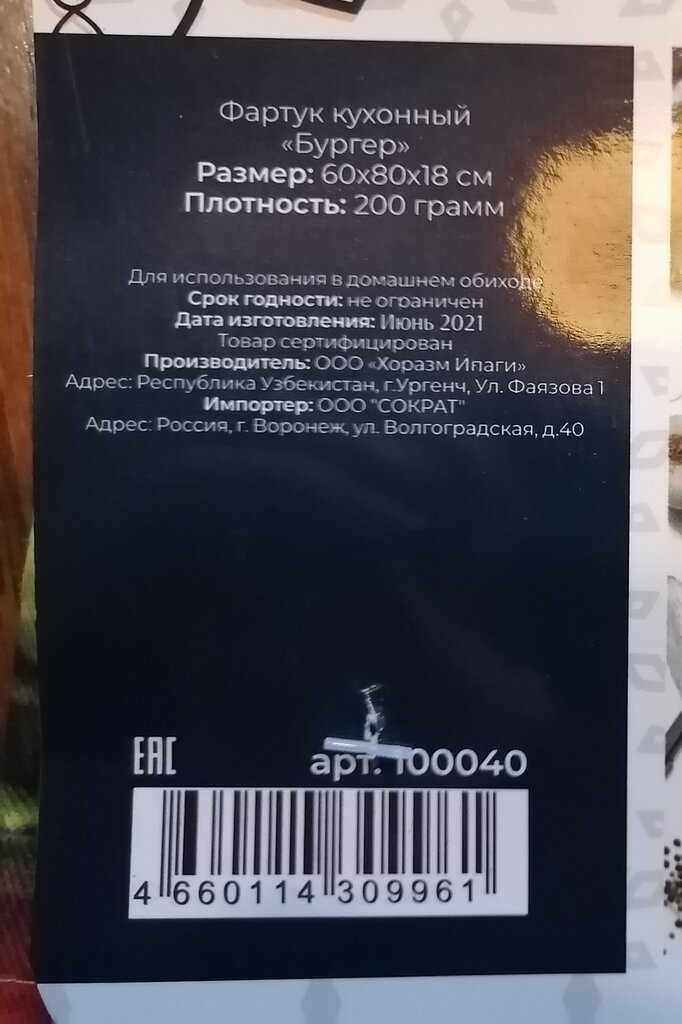 Фартук кухонный
«Бургер»
Размер: 60х80х18 см
Плотность: 200 грамм
Для использования в домашнем обиходе
Срок годности: не ограничен
Дата изготовления: Июнь 2021
Товар сертифицирован
Производитель: ООО «Хоразм Ипаги»
Адрес: Республика Узбекистан, г.Ургенч, Ул. Фаязова 1
Импортер: ООО "СОКРАТ"
Адрес: Россия, г. Воронеж, ул. Волгоградская, д.40
ЕАС
арт. 100040
4 660114 309961